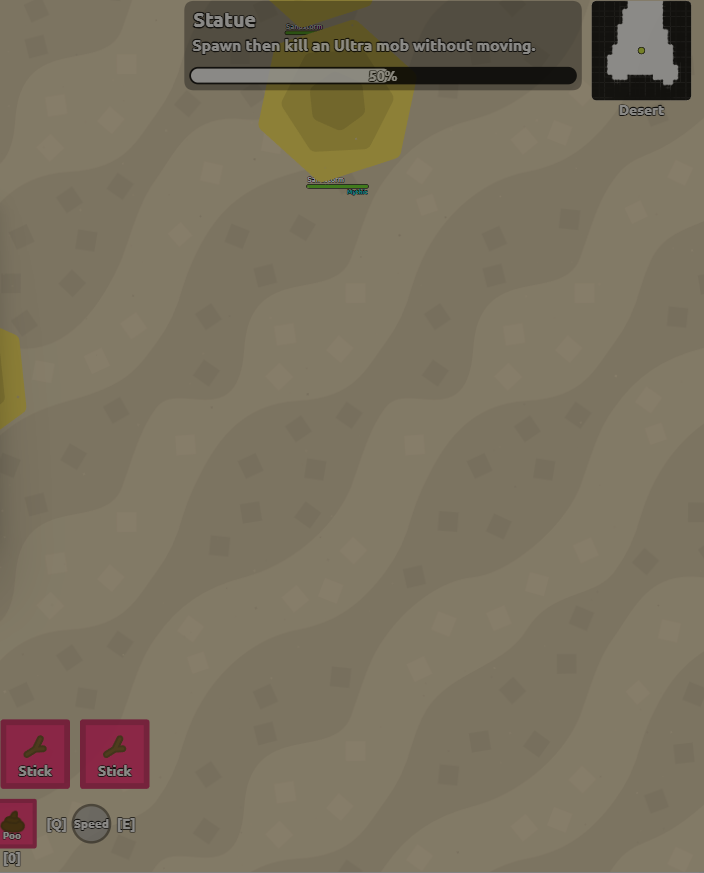 Statue
Spawn then kill an Ultra mob without moving.
50%
Desert
Stick
Stick
Poo
[Q]
Speed
[E]
[0]